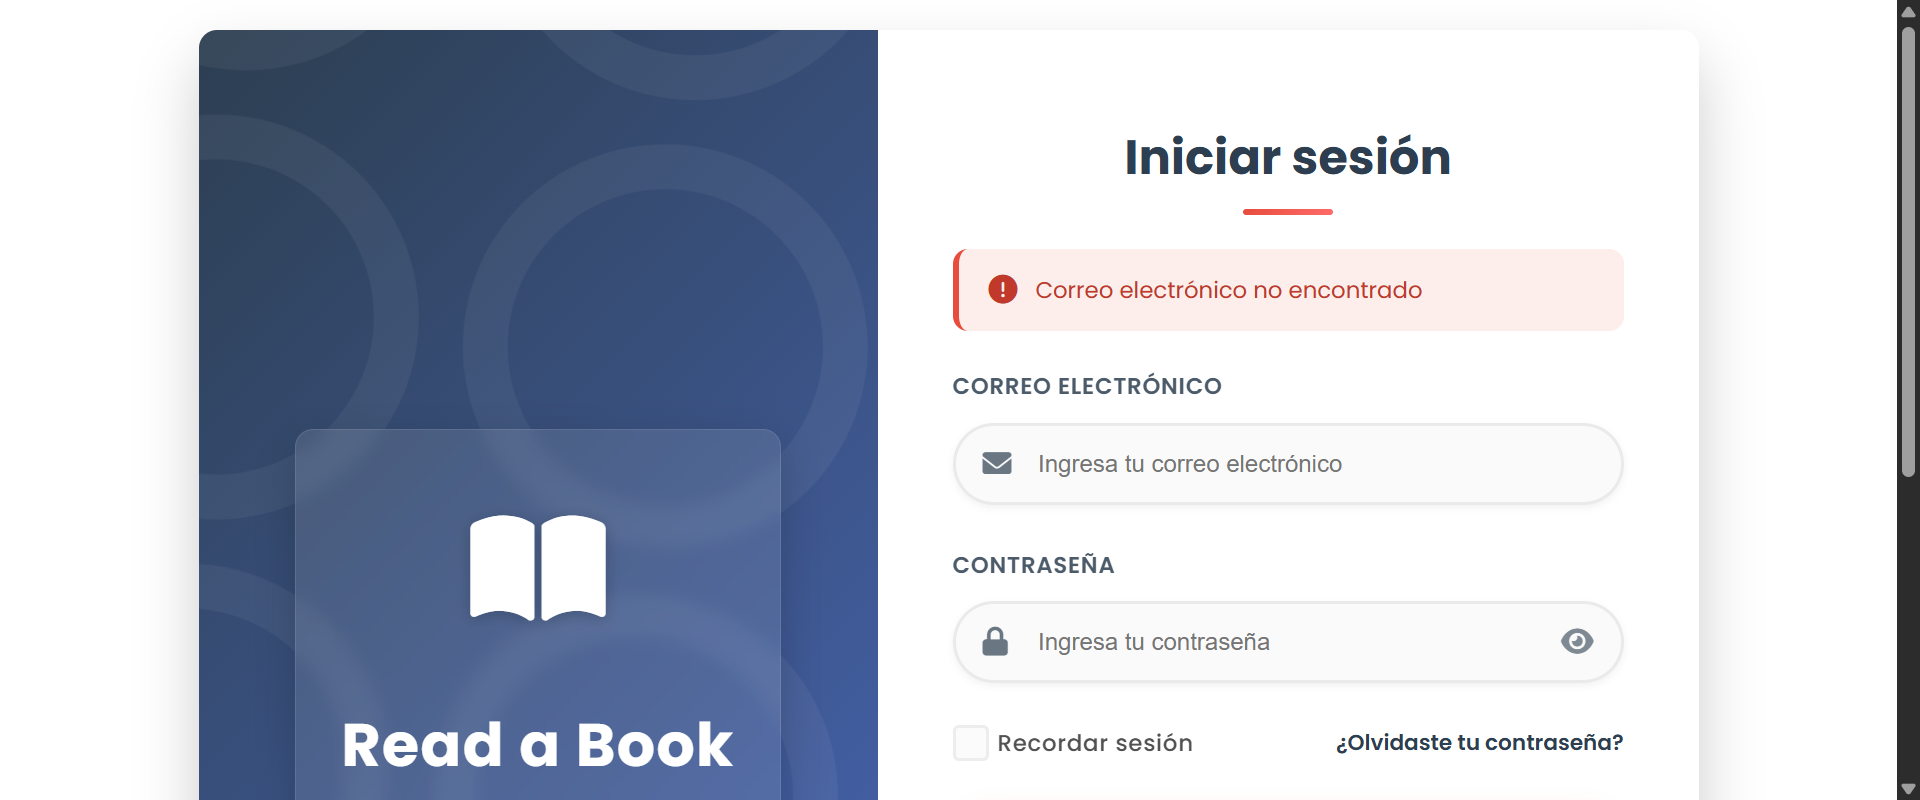 Read a Book
Iniciar sesión
Correo electrónico no encontrado
CORREO ELECTRÓNICO
Ingresa tu correo electrónico
CONTRASEÑA
Ingresa tu contraseña
Recordar sesión
¿Olvidaste tu contraseña?